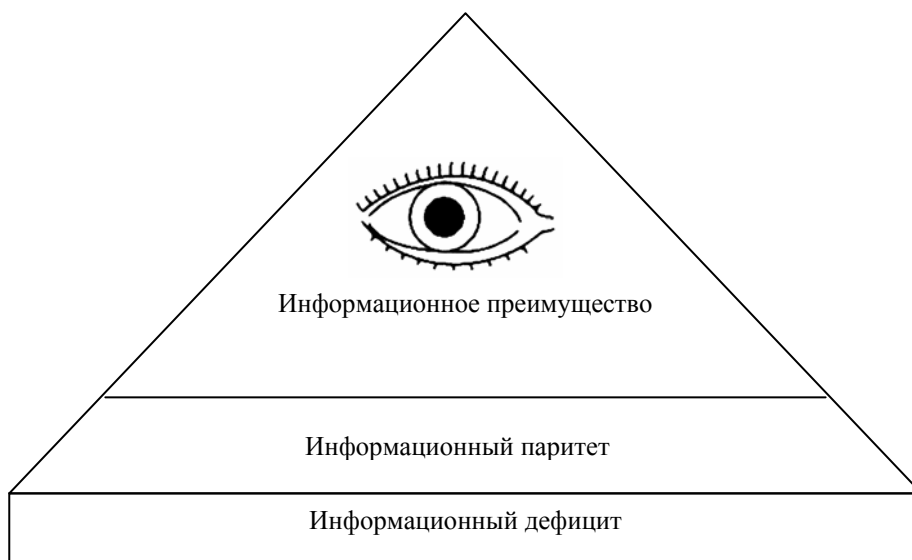 Информационное преимущество
Информационный паритет
Информационный дефицит